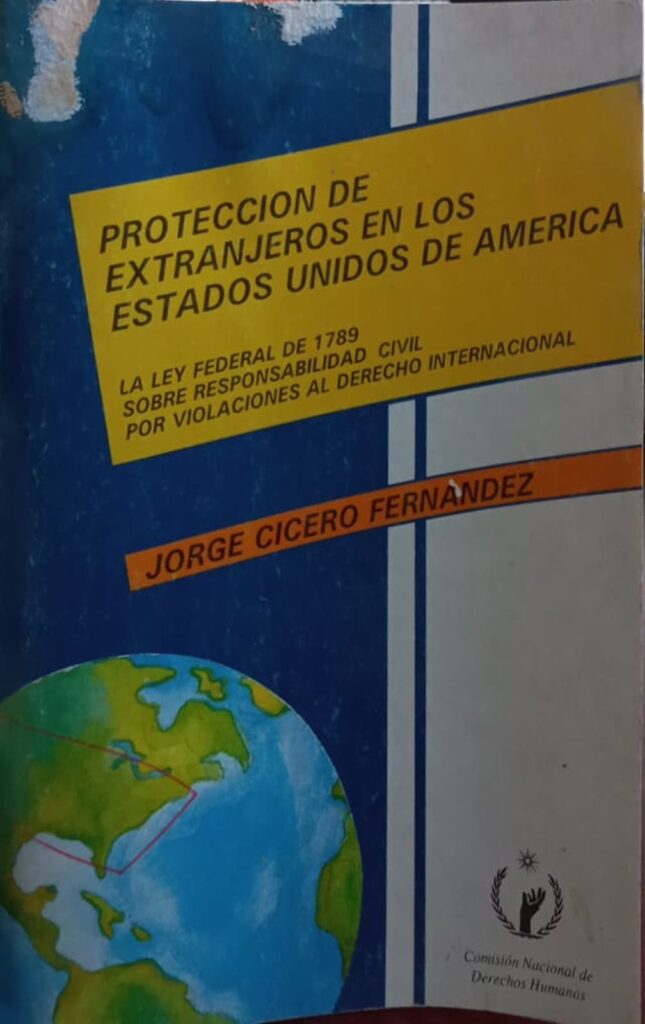 PROTECCION DE
EXTRANJEROS EN LOS
ESTADOS UNIDOS DE AMERICA
LA LEY FEDERAL DE 1789
SOBRE RESPONSABILIDAD CIVIL
POR VIOLACIONES AL DERECHO INTERNACIONAL
JORGE CICERO FERNANDEZ
Comisión Nacional de
Derechos Humanos